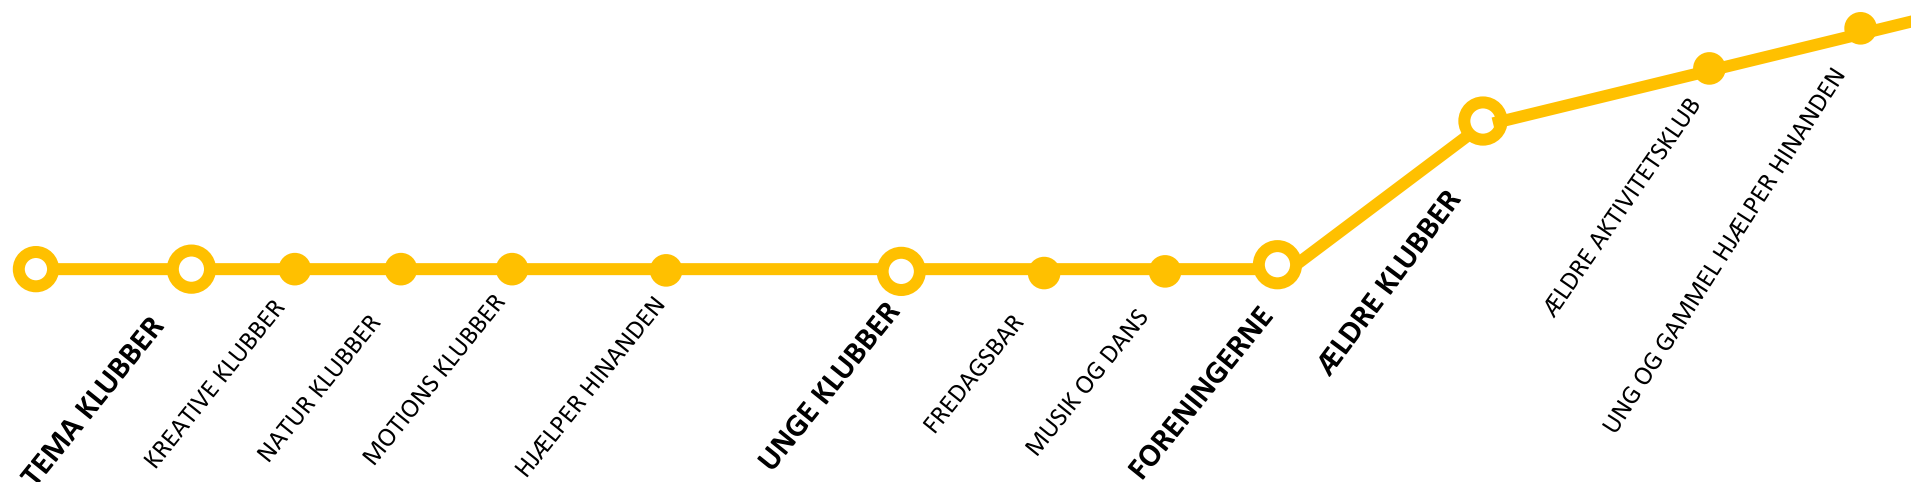 TEMA KLUBBER
KREATIVE KLUBBER
NATUR KLUBBER
MOTIONS KLUBBER
HJÆLPER HINANDEN
UNGE KLUBBER
FREDAGSBAR
MUSIK OG DANS
FORENINGERNE
ÆLDRE KLUBBER
ÆLDRE AKTIVITETSKLUB
UNG OG GAMMEL HJÆLPER HINANDEN